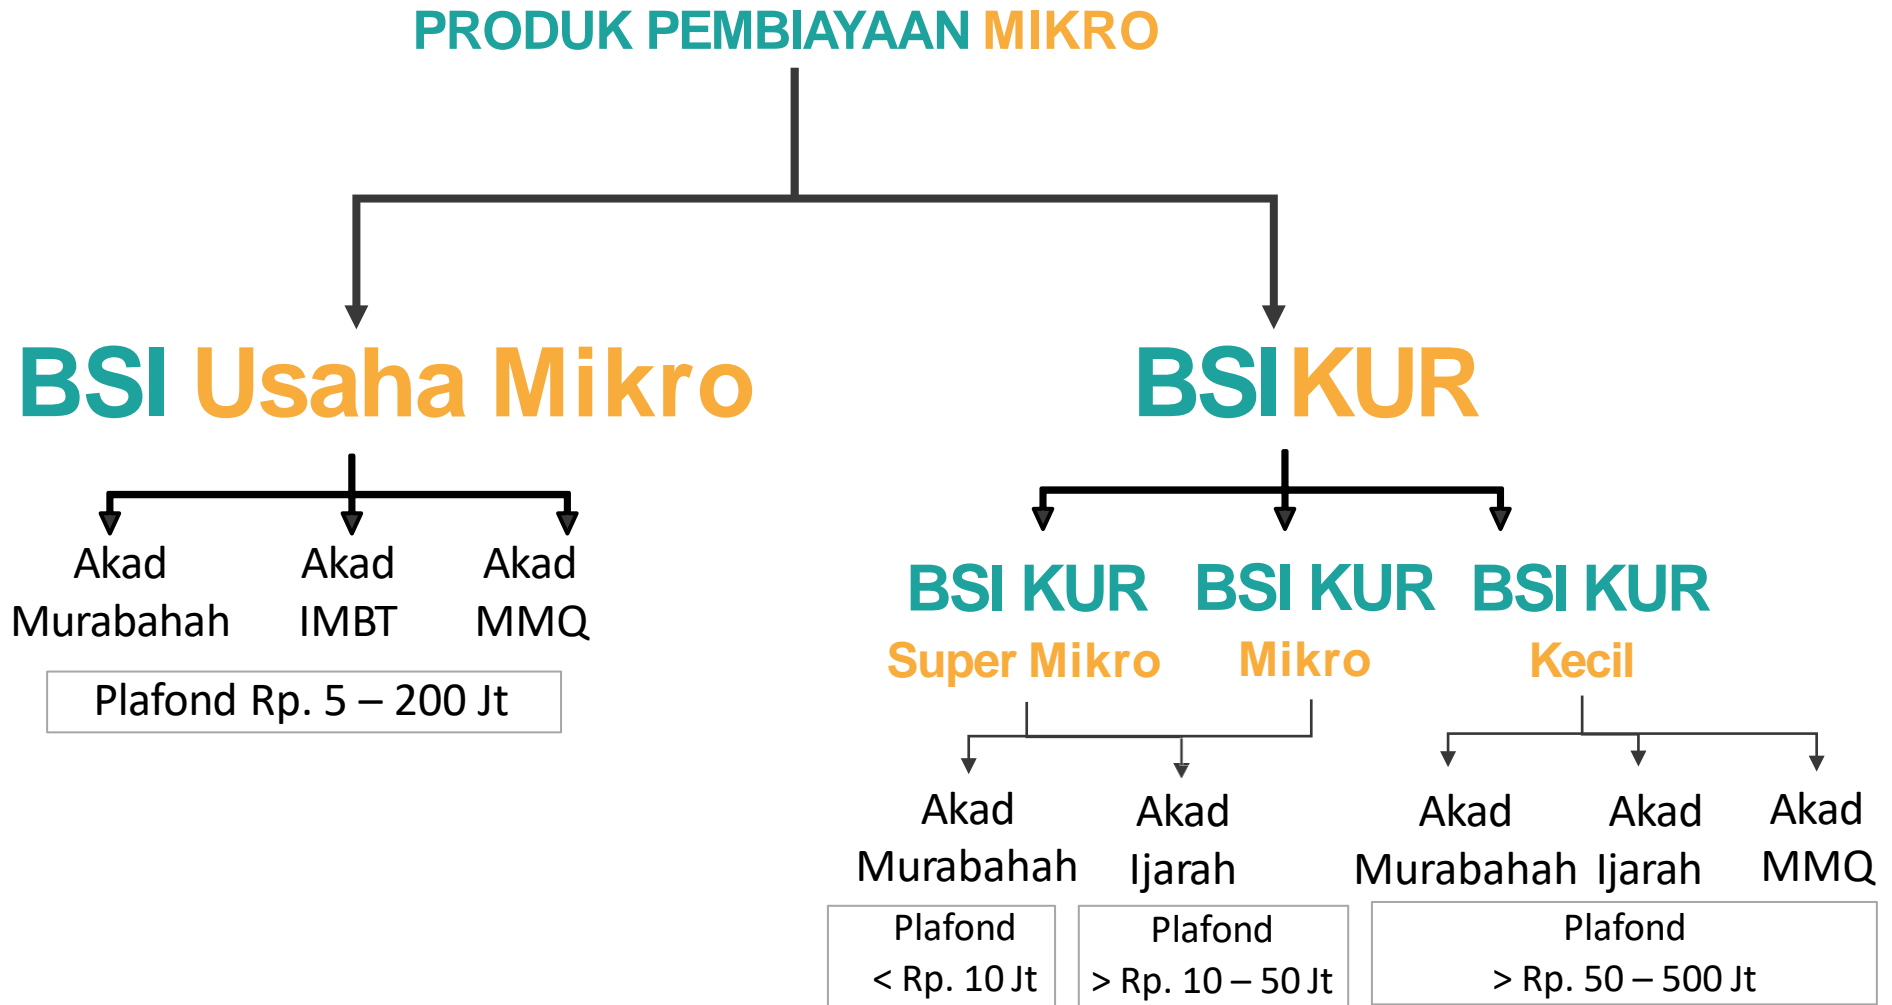 PRODUK PEMBIAYAAN MIKRO
BSI Usaha Mikro
BSI KUR
Akad
Murabahah
Akad
IMBT
Akad
MMQ
Plafond Rp. 5 – 200 Jt
BSI KUR
Super Mikro
BSI KUR
Mikro
BSI KUR
Kecil
Akad
Murabahah
Akad
Ijarah
Akad
Murabahah
Akad
Ijarah
Akad
MMQ
Plafond
< Rp. 10 Jt
Plafond
> Rp. 10 – 50 Jt
Plafond
> Rp. 50 – 500 Jt